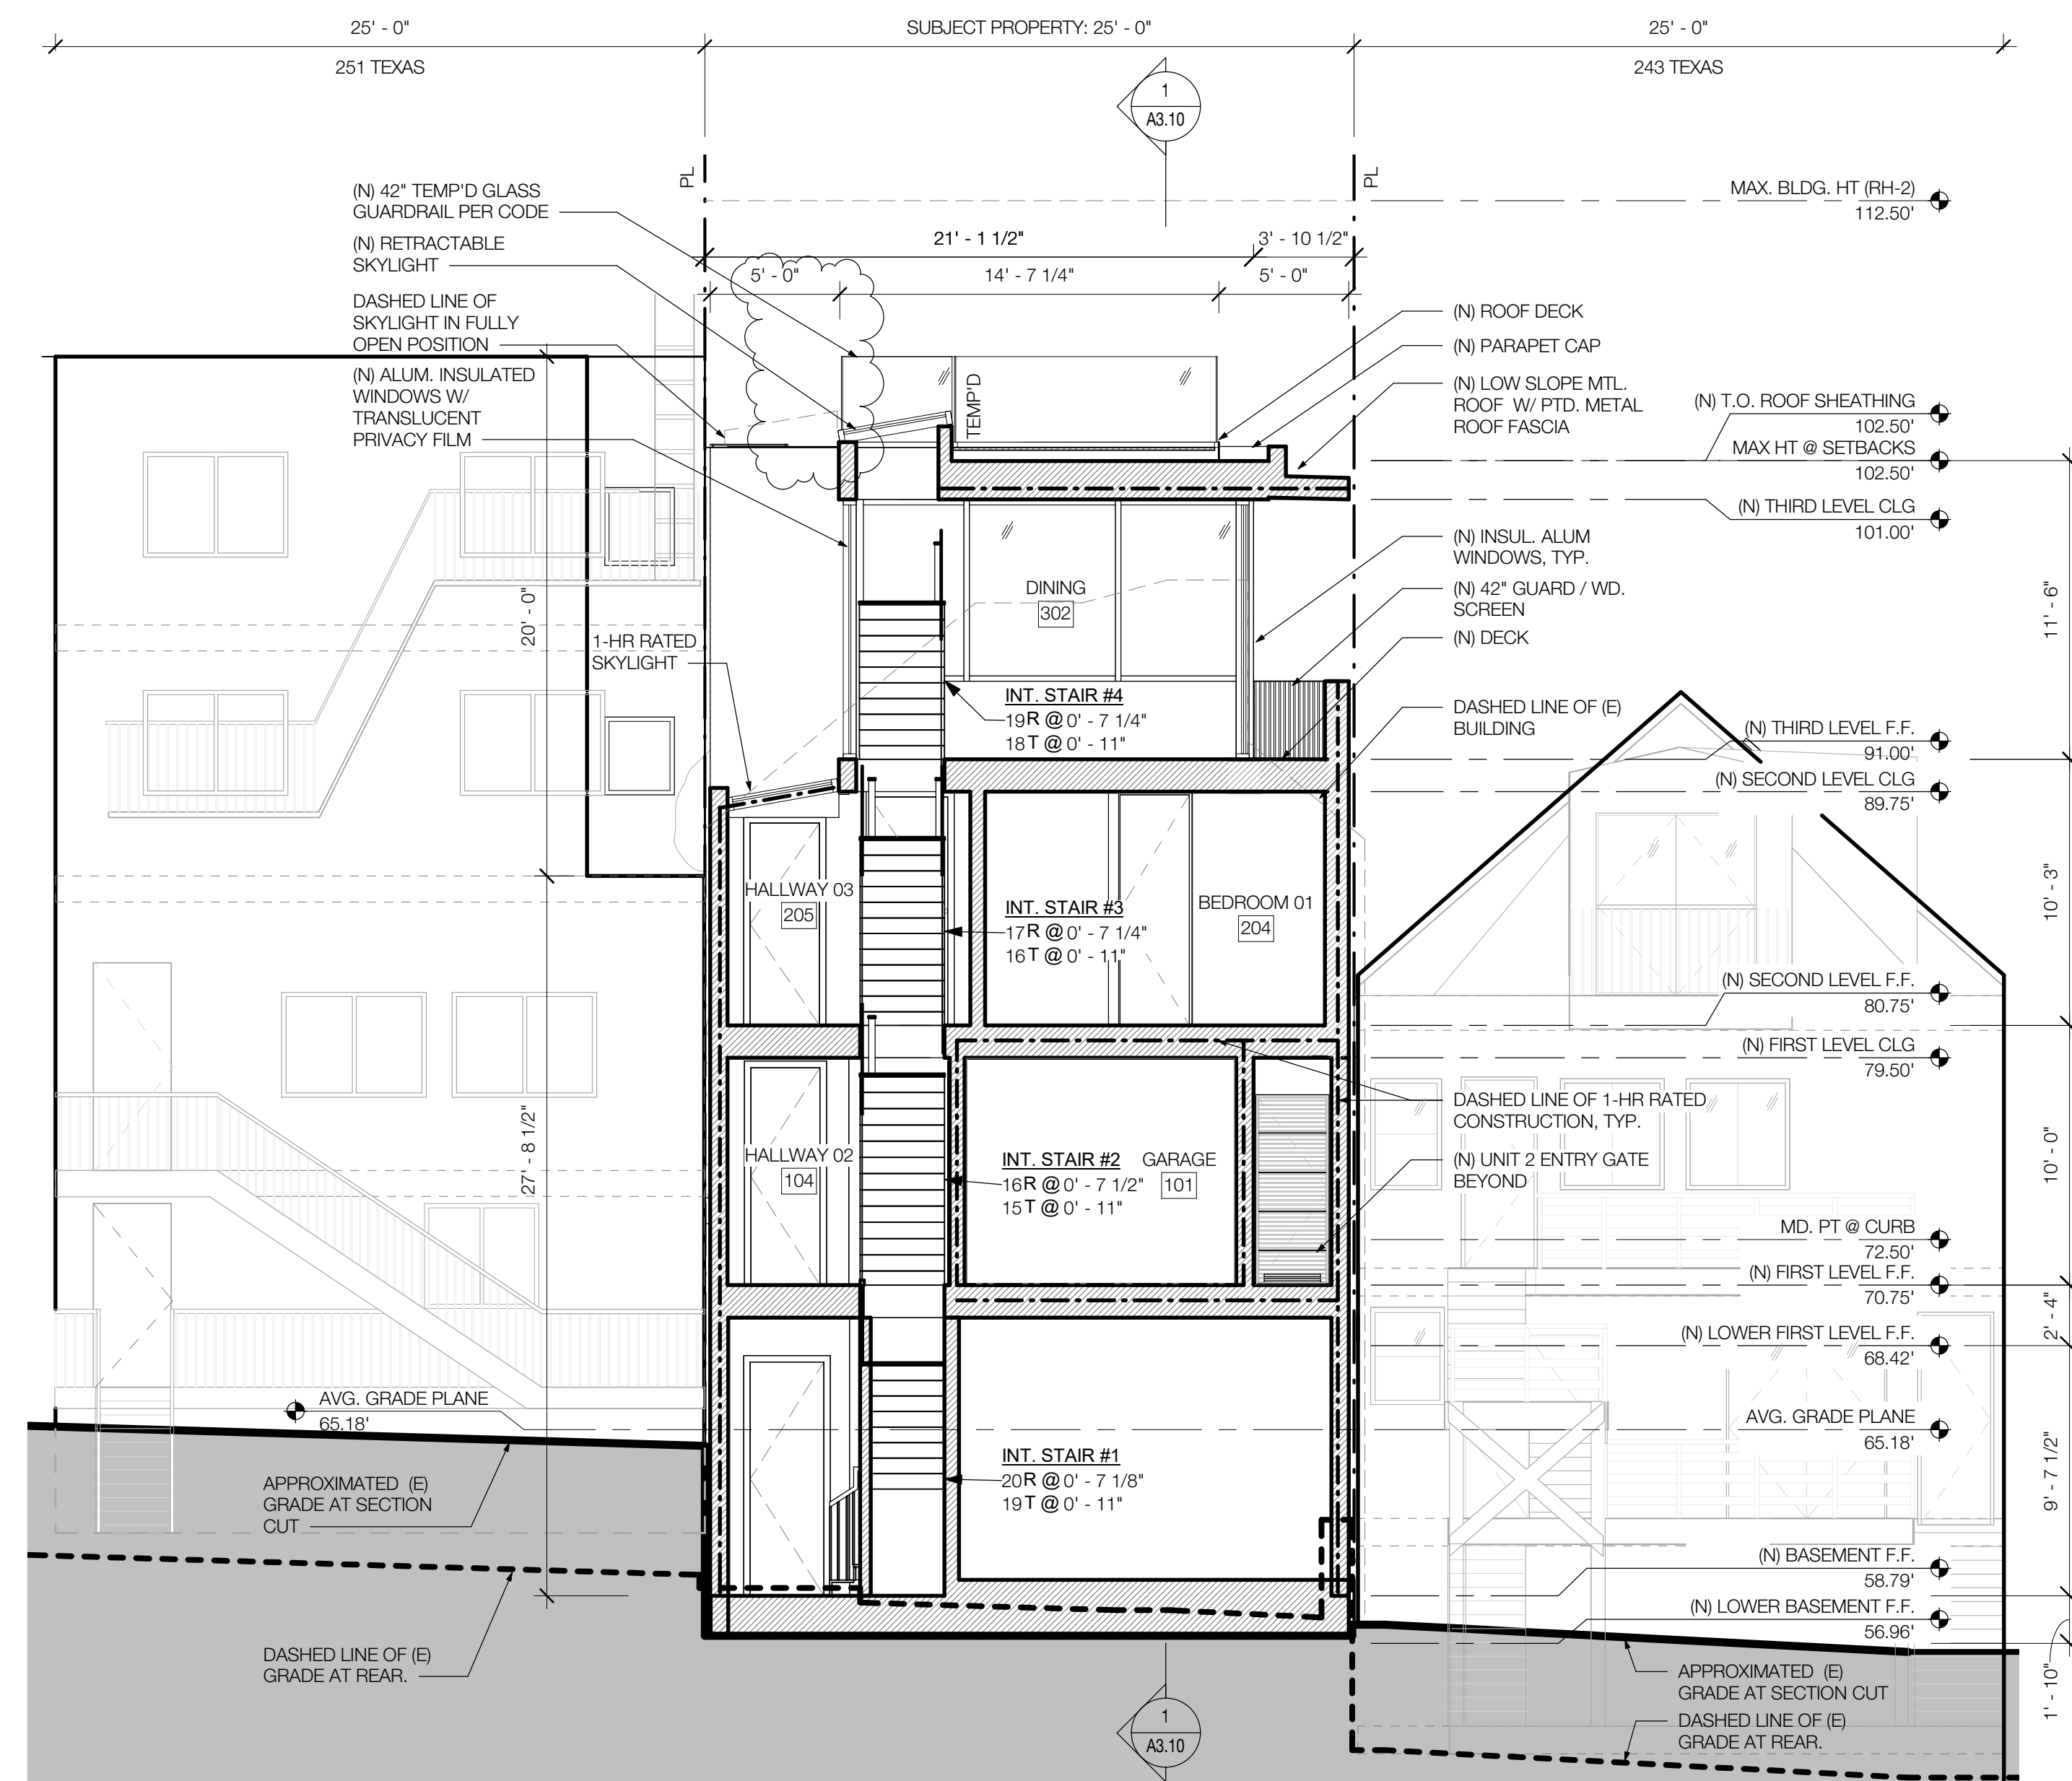 25' - 0"
SUBJECT PROPERTY: 25' - 0"
25' - 0"
251 TEXAS
243 TEXAS
1
A3.10
PL
PL
(N) 42" TEMP'D GLASS
GUARDRAIL PER CODE
(N) RETRACTABLE
SKYLIGHT
DASHED LINE OF
SKYLIGHT IN FULLY
OPEN POSITION
(N) ALUM. INSULATED
WINDOWS W/
TRANSLUCENT
PRIVACY FILM
21' - 1 1/2"
3' - 10 1/2"
5' - 0"
14' - 7 1/4"
5' - 0"
TEMP'D
MAX. BLDG. HT (RH-2)
112.50'
(N) ROOF DECK
(N) PARAPET CAP
(N) LOW SLOPE MTL.
ROOF W/ PTD. METAL
ROOF FASCIA
(N) T.O. ROOF SHEATHING
102.50'
MAX HT @ SETBACKS
102.50'
(N) THIRD LEVEL CLG
101.00'
(N) INSUL. ALUM
WINDOWS, TYP.
(N) 42" GUARD / WD.
SCREEN
(N) DECK
DASHED LINE OF (E)
BUILDING
(N) THIRD LEVEL F.F.
91.00'
(N) SECOND LEVEL CLG
89.75'
11' - 6"
20' - 0"
1-HR RATED
SKYLIGHT
DINING
302
INT. STAIR #4
19R @ 0' - 7 1/4"
18T @ 0' - 11"
HALLWAY 03
205
INT. STAIR #3
17R @ 0' - 7 1/4"
16T @ 0' - 11"
BEDROOM 01
204
10' - 3"
(N) SECOND LEVEL F.F.
80.75'
(N) FIRST LEVEL CLG
79.50'
DASHED LINE OF 1-HR RATED
CONSTRUCTION, TYP.
(N) UNIT 2 ENTRY GATE
BEYOND
10' - 0"
27' - 8 1/2"
HALLWAY 02
104
INT. STAIR #2
16R @ 0' - 7 1/2"
15T @ 0' - 11"
GARAGE
101
MD. PT @ CURB
72.50'
(N) FIRST LEVEL F.F.
70.75'
2' - 4"
(N) LOWER FIRST LEVEL F.F.
68.42'
AVG. GRADE PLANE
65.18'
AVG. GRADE PLANE
65.18'
INT. STAIR #1
20R @ 0' - 7 1/8"
19T @ 0' - 11"
9' - 7 1/2"
APPROXIMATED (E)
GRADE AT SECTION
CUT
(N) BASEMENT F.F.
58.79'
(N) LOWER BASEMENT F.F.
56.96'
1' - 10"
DASHED LINE OF (E)
GRADE AT REAR.
APPROXIMATED (E)
GRADE AT SECTION CUT
DASHED LINE OF (E)
GRADE AT REAR.
1
A3.10